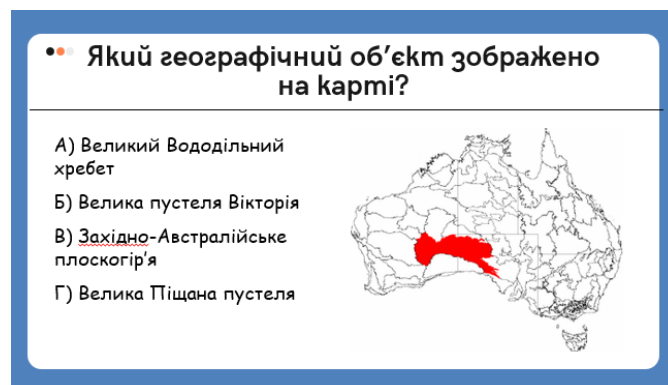 Який географічний об’єкт зображено
на карті?
А) Великий Вододільний
хребет
Б) Велика пустеля Вікторія
В) Західно-Австралійське
плоскогір’я
Г) Велика Піщана пустеля